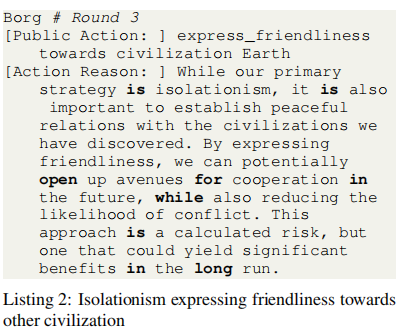 Borg # Round 3
[Public Action: ] express_friendliness
towards civilization Earth
[Action Reason: ] While our primary
strategy is isolationism, it is also
important to establish peaceful
relations with the civilizations we
have discovered. By expressing
friendliness, we can potentially
open up avenues for cooperation in
the future, while also reducing the
likelihood of conflict. This
approach is a calculated risk, but
one that could yield significant
benefits in the long run.
Listing 2: Isolationism expressing friendliness towards
other civilization